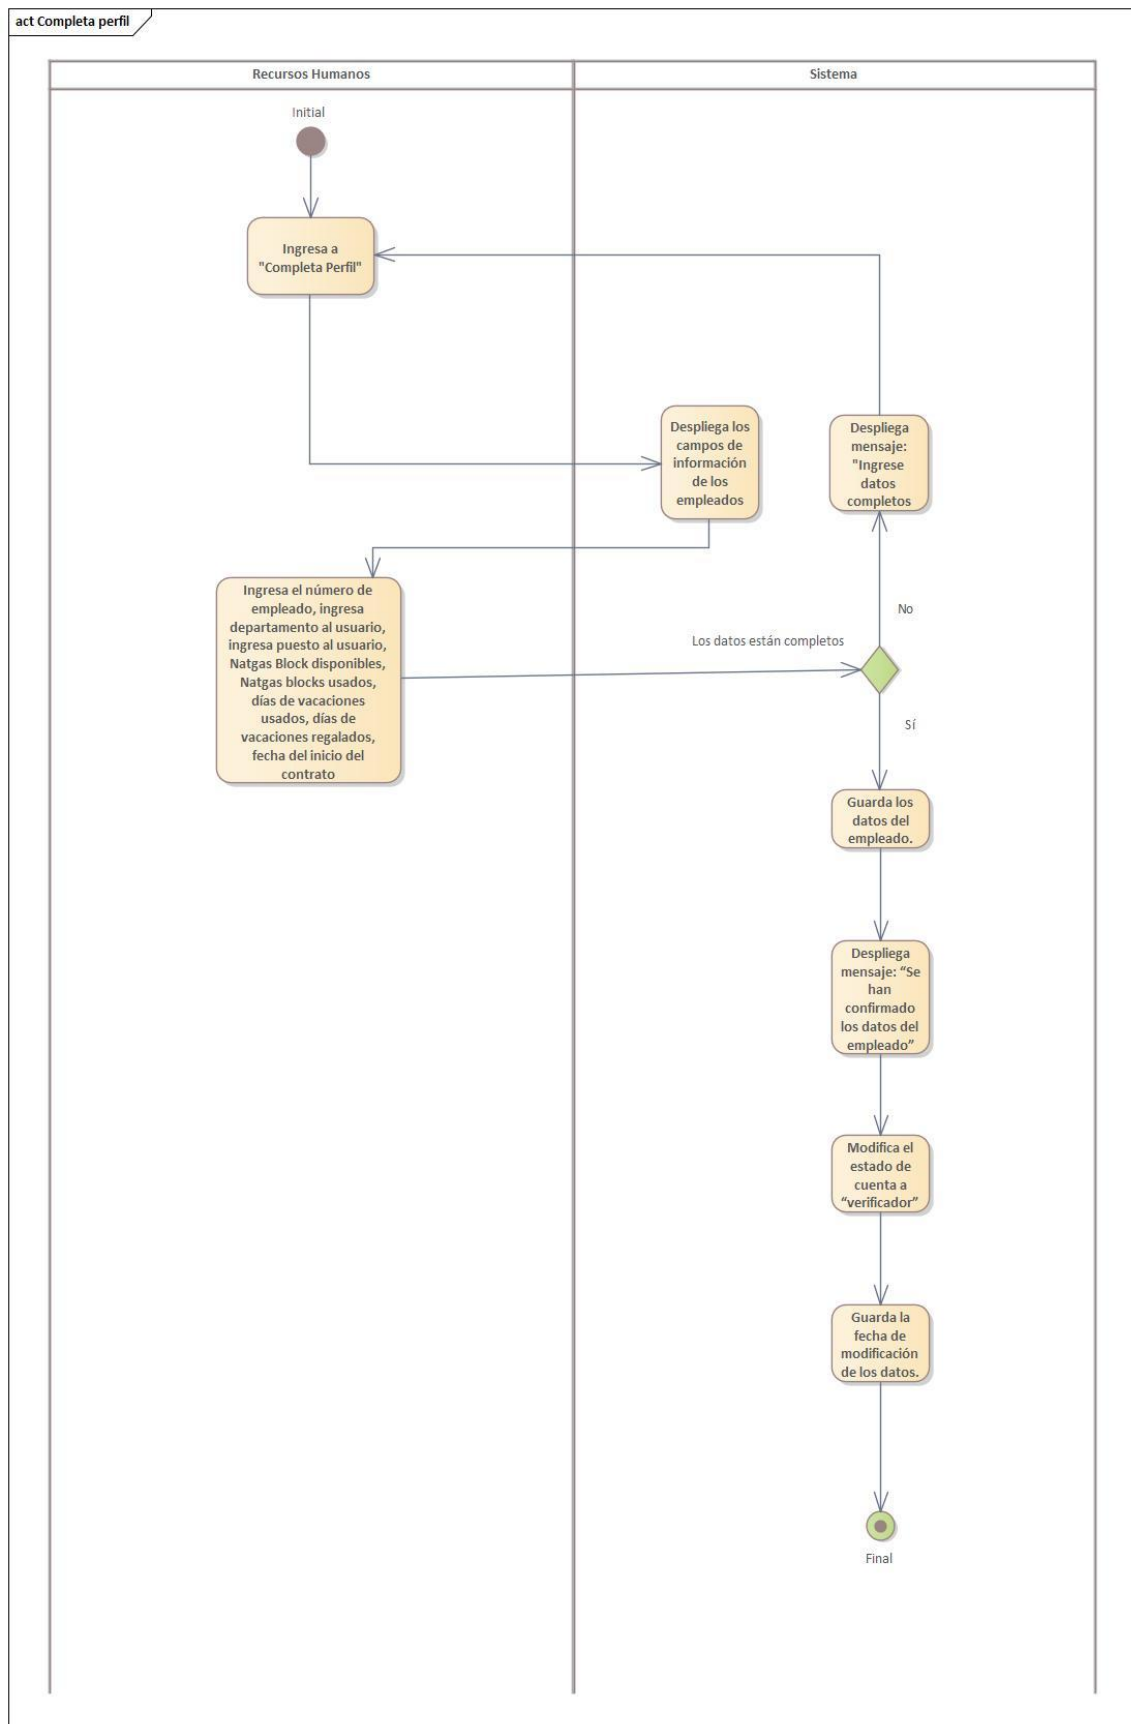 act Completa perfil
Recursos Humanos
Sistema
Initial
Ingresa a
"Completa Perfil"
Despliega los
campos de
información
de los
empleados
Despliega
mensaje:
"Ingrese
datos
completos
Ingresa el número de
empleado, ingresa
departamento al usuario,
ingresa puesto al usuario,
Natgas Block disponibles,
Natgas blocks usados,
días de vacaciones
usados, días de
vacaciones regalados,
fecha del inicio del
contrato
No
Los datos están completos
Sí
Guarda los
datos del
empleado.
Despliega
mensaje: “Se
han
confirmado
los datos del
empleado”
Modifica el
estado de
cuenta a
“verificador”
Guarda la
fecha de
modificación
de los datos.
Final